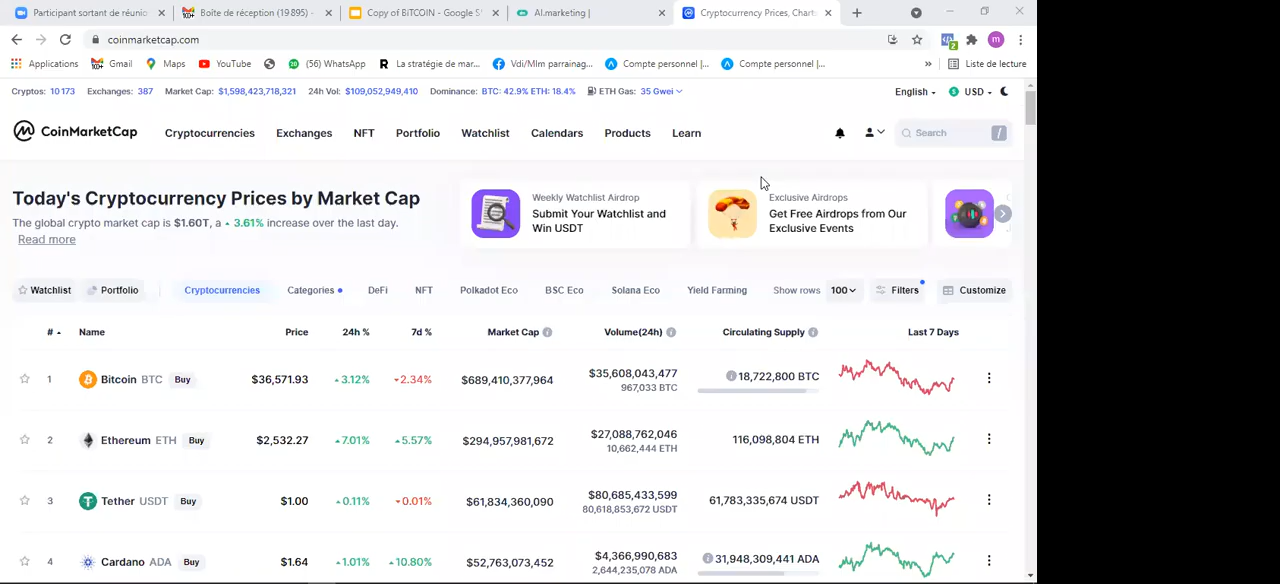 Participant sortant de réunio
Boîte de réception (19 895) -
Copy of BiTCOIN - Google S
AI.marketing |
Cryptocurrency Prices, Chart
coinmarketcap.com
Applications
Gmail
Maps
YouTube
(56) WhatsApp
La stratégie de mar...
Vdi/Mlm parrainag...
Compte personnel |...
Compte personnel |...
Liste de lecture
Cryptos: 10 173 Exchanges: 387 Market Cap: $1,598,423,718,321 24h Vol: $109,052,949,410 Dominance: BTC: 42.9% ETH: 18.4% ETH Gas: 35 Gwei
English
USD
CoinMarketCap
Cryptocurrencies
Exchanges
NFT
Portfolio
Watchlist
Calendars
Products
Learn
Search
/
Today's Cryptocurrency Prices by Market Cap
The global crypto market cap is $1.60T, a 3.61% increase over the last day.
Read more
Weekly Watchlist Airdrop
Submit Your Watchlist and
Win USDT
Exclusive Airdrops
Get Free Airdrops from Our
Exclusive Events
Watchlist
Portfolio
Cryptocurrencies
Categories
DeFi
NFT
Polkadot Eco
BSC Eco
Solana Eco
Yield Farming
Show rows
100
Filters
Customize
# Name Price 24h % 7d % Market Cap Volume(24h) Circulating Supply Last 7 Days
1 Bitcoin BTC Buy $36,571.93 3.12% 2.34% $689,410,377,964 $35,608,043,477 18,722,800 BTC
967,033 BTC
2 Ethereum ETH Buy $2,532.27 7.01% 5.57% $294,957,981,672 $27,088,762,046 116,098,804 ETH
10,662,444 ETH
3 Tether USDT Buy $1.00 0.11% 0.01% $61,834,360,090 $80,685,433,599 61,783,335,674 USDT
80,618,853,672 USDT
4 Cardano ADA Buy $1.64 1.01% 10.80% $52,763,073,452 $4,366,990,683 31,948,309,441 ADA
2,644,235,078 ADA